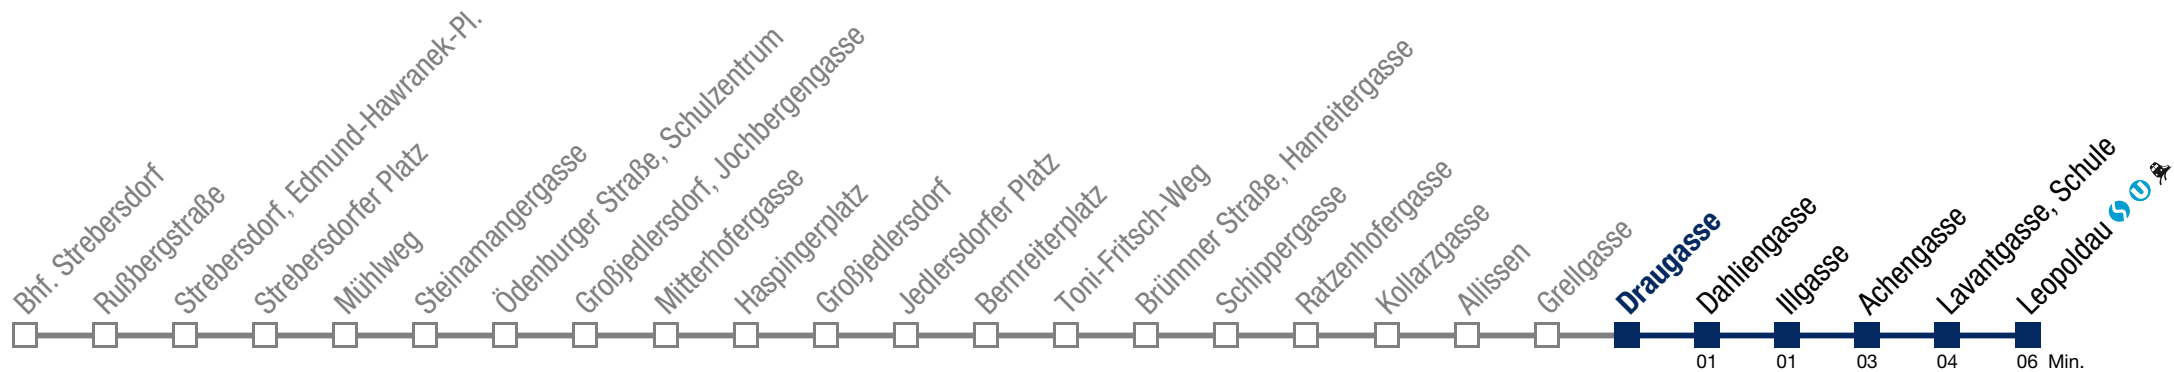 Bhf. Strebersdorf
Rußbergstraße
Strebersdorf, Edmund-Hawranek-Pl.
Strebersdorfer Platz
Mühlweg
Steinamangergasse
Ödenburger Straße, Schulzentrum
Großjedlersdorf, Jochbergengasse
Mitterhofergasse
Haspingerplatz
Großjedlersdorf
Jedlersdorfer Platz
Bernreiterplatz
Toni-Fritsch-Weg
Brünnner Straße, Hanreitergasse
Schippergasse
Ratzenhofergasse
Kollarzgasse
Allissen
Grellgasse
Draugasse
Dahliengasse
Illgasse
Achengasse
Lavantgasse, Schule
Leopoldau S U
01 01 03 04 06 Min.